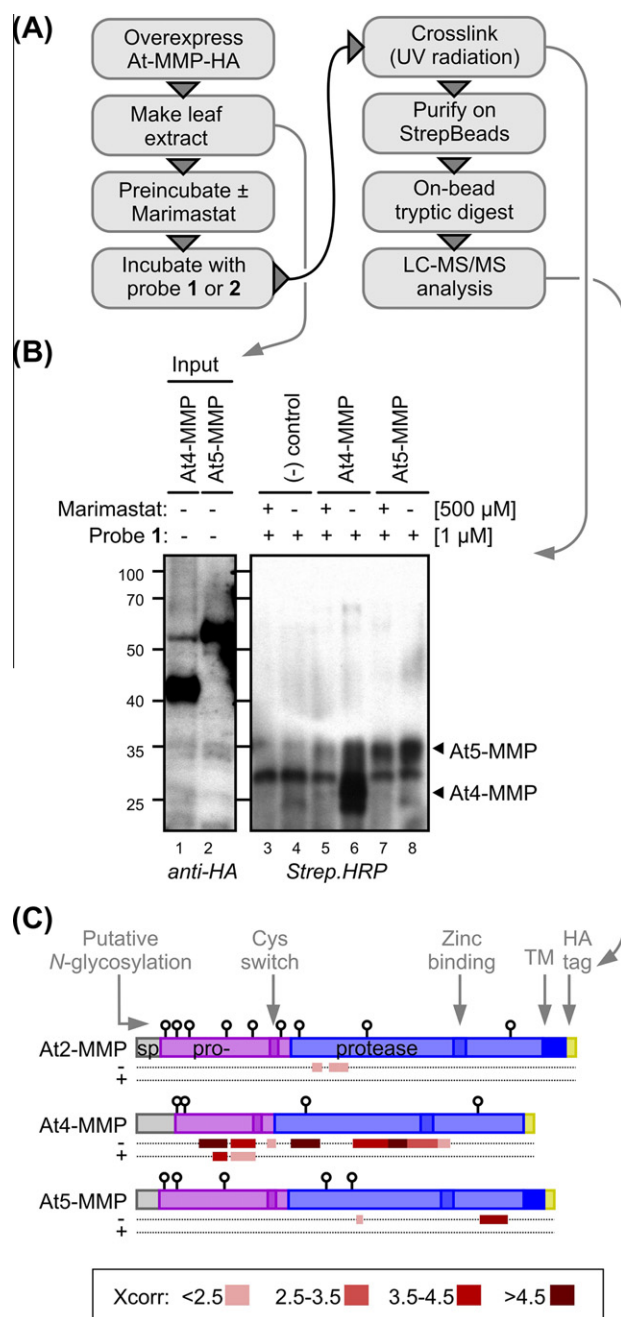 (A)
Overexpress
At-MMP-HA
Make leaf
extract
Preincubate ±
Marimastat
Incubate with
probe 1 or 2
Crosslink
(UV radiation)
Purify on
StrepBeads
On-bead
tryptic digest
LC-MS/MS
analysis
(B)
Input
At4-MMP
At5-MMP
(-) control
At4-MMP
At5-MMP
Marimastat: - - + - + - + - [500 µM]
Probe 1: - - + + + + + + [1 µM]
100
70
50
40
35
25
At5-MMP
At4-MMP
1 2 3 4 5 6 7 8
anti-HA Strep.HRP
(C)
Putative
N-glycosylation
Cys
switch
Zinc
binding
TM
HA
tag
At2-MMP sp pro- protease
-
+
At4-MMP
-
+
At5-MMP
-
+
Xcorr: <2.5 2.5-3.5 3.5-4.5 >4.5